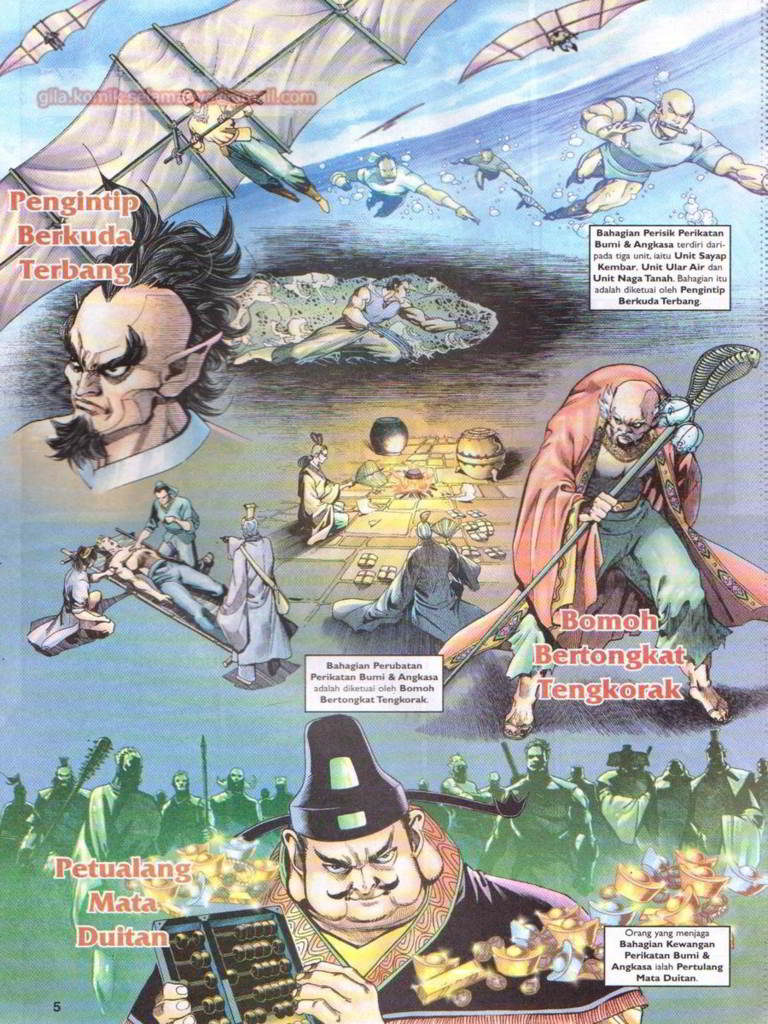 Pengintip
Berkuda
Terbang
Bahagian Perisik Perikatan
Bumi & Angkasa terdiri dari-
pada tiga unit, iaitu Unit Sayap
Kembar, Unit Ular Air dan
Unit Naga Tanah. Bahagian itu
adalah diketuai oleh Pengintip
Berkuda Terbang.
Bomoh
Bertongkat
Tengkorak
Bahagian Perubatan
Perikatan Bumi & Angkasa
adalah diketuai oleh Bomoh
Bertongkat Tengkorak.
Petualang
Mata
Duitan
Orang yang menjaga
Bahagian Kewangan
Perikatan Bumi &
Angkasa ialah Pertulang
Mata Duitan.
5